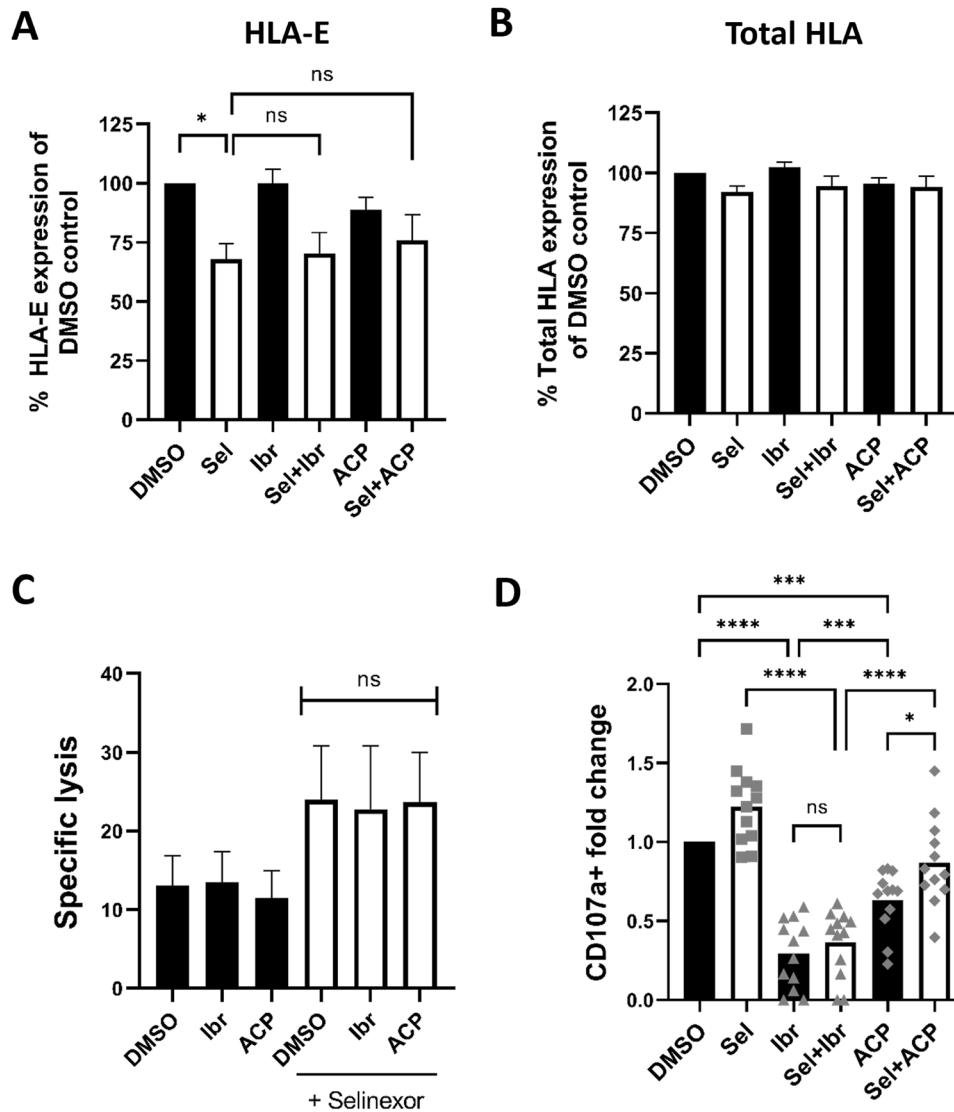 A
HLA-E
ns
*
ns
% HLA-E expression of
DMSO control
125
100
75
50
25
0
DMSO
Sel
Ibr
Sel+Ibr
ACP
Sel+ACP
B
Total HLA
% Total HLA expression
of DMSO control
125
100
75
50
25
0
DMSO
Sel
Ibr
Sel+Ibr
ACP
Sel+ACP
C
ns
Specific lysis
40
30
20
10
0
DMSO
Ibr
ACP
DMSO
Ibr
ACP
+ Selinexor
D
***
**** ***
**** ****
*
ns
CD107a+ fold change
2.0
1.5
1.0
0.5
0.0
DMSO
Sel
Ibr
Sel+Ibr
ACP
Sel+ACP